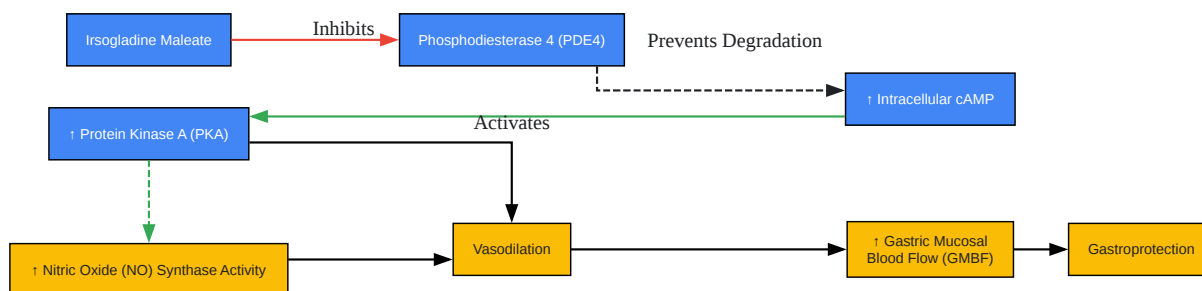 Irsogladine Maleate
Inhibits
Phosphodiesterase 4 (PDE4)
Prevents Degradation
↑ Intracellular cAMP
Activates
↑ Protein Kinase A (PKA)
↑ Nitric Oxide (NO) Synthase Activity
Vasodilation
↑ Gastric Mucosal
Blood Flow (GMBF)
Gastroprotection